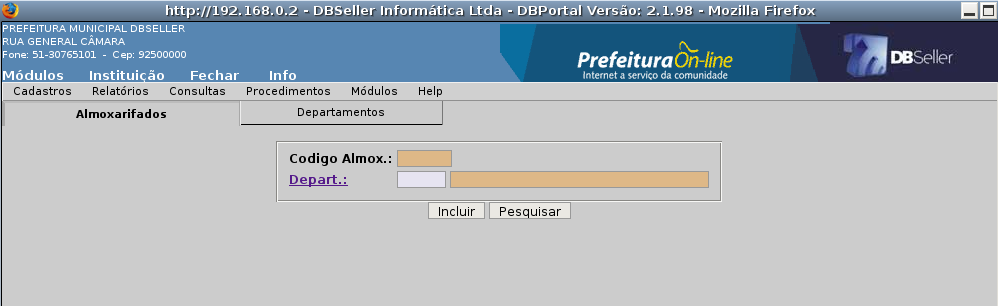 http://192.168.0.2 - DBSeller Informática Ltda - DBPortal Versão: 2.1.98 - Mozilla Firefox
PREFEITURA MUNICIPAL DBSELLER
RUA GENERAL CÂMARA
Fone: 51-30765101 - Cep: 92500000
PrefeituraOn-line
Internet a serviço da comunidade
DBSeller
Módulos Instituição Fechar Info
Cadastros Relatórios Consultas Procedimentos Módulos Help
Almoxarifados Departamentos
Codigo Almox.:
Depart.:
Incluir Pesquisar